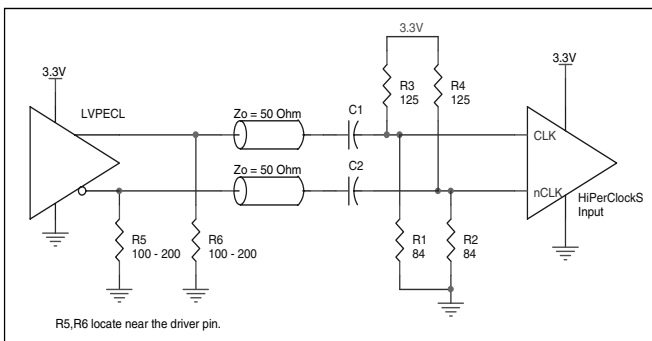 3.3V
3.3V
3.3V
LVPECL
R3
125
R4
125
Zo = 50 Ohm
C1
CLK
Zo = 50 Ohm
C2
nCLK
HiPerClockS
Input
R5
100 - 200
R6
100 - 200
R1
84
R2
84
R5,R6 locate near the driver pin.